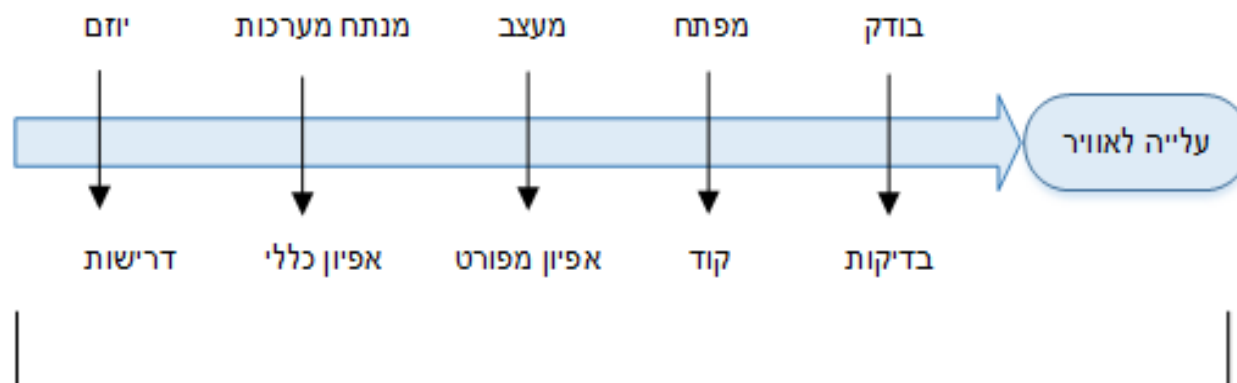 יוזם מנתח מערכות מעצב מפתח בודק
עלייה לאוויר
דרישות אפיון כללי אפיון מפורט קוד בדיקות